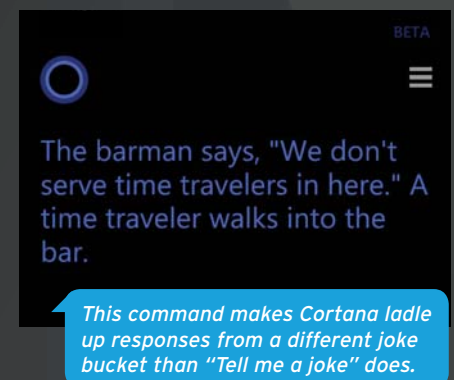 BETA
The barman says, "We don't
serve time travelers in here." A
time traveler walks into the
bar.
This command makes Cortana ladle
up responses from a different joke
bucket than “Tell me a joke” does.